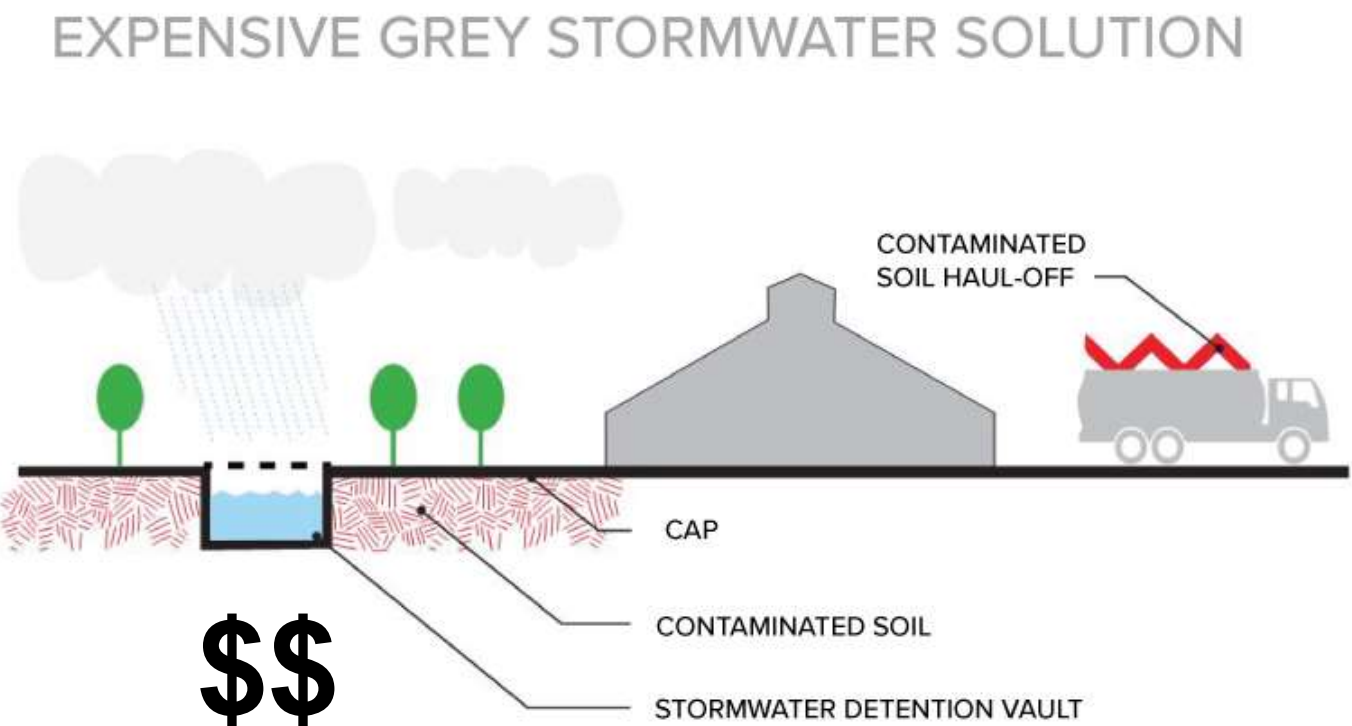 EXPENSIVE GREY STORMWATER SOLUTION
CONTAMINATED
SOIL HAUL-OFF
CAP
CONTAMINATED SOIL
$$
STORMWATER DETENTION VAULT